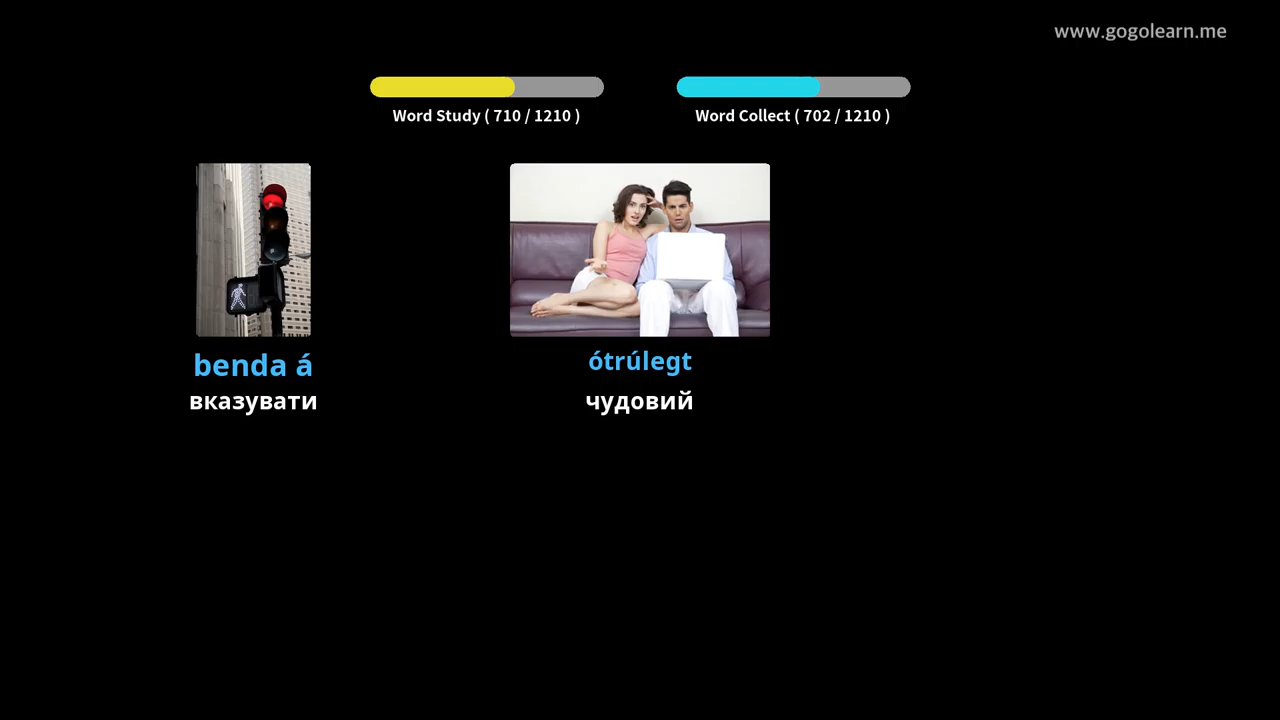 www.gogolearn.me
Word Study ( 710 / 1210 )
Word Collect ( 702 / 1210 )
benda á
вказувати
ótrúlegt
чудовий